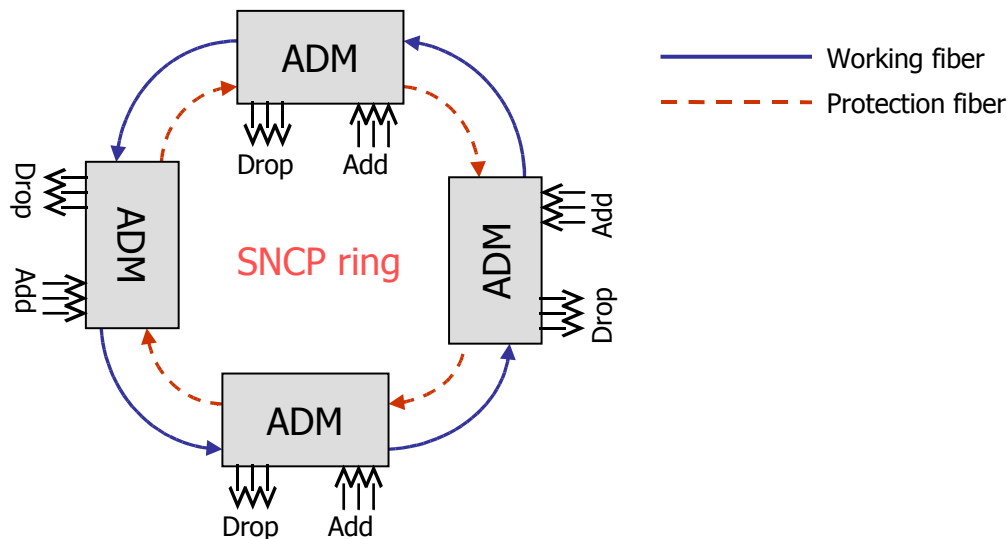 ADM
Working fiber
Protection fiber
Drop
Add
Drop
ADM
Add
SNCP ring
ADM
Add
Drop
ADM
Drop
Add